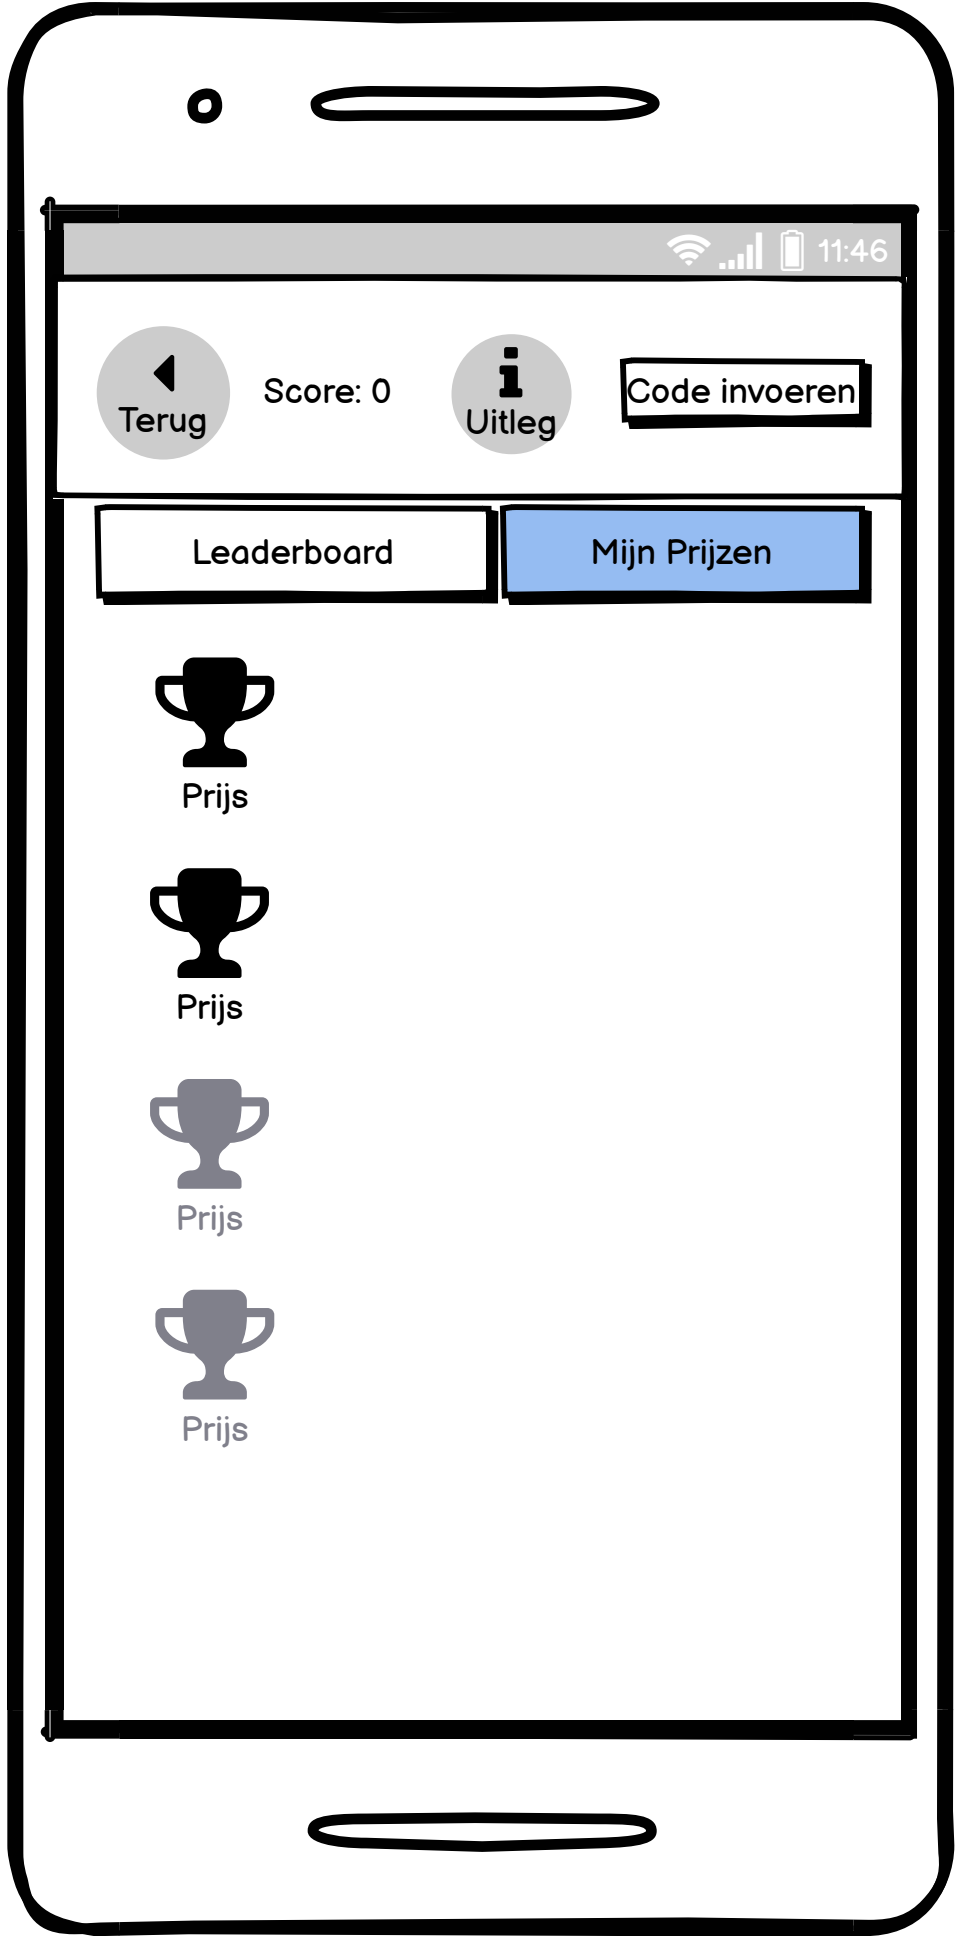 11:46
Terug
Score: 0
Uitleg
Code invoeren
Leaderboard
Mijn Prijzen
Prijs
Prijs
Prijs
Prijs